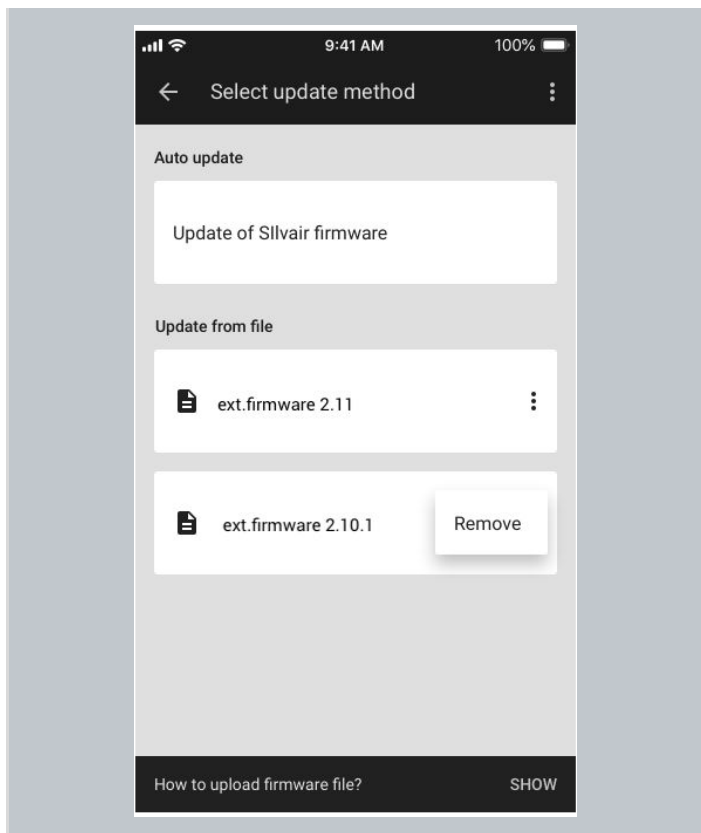 9:41 AM
100%
Select update method
Auto update
Update of SIlvair firmware
Update from file
ext.firmware 2.11
ext.firmware 2.10.1
Remove
How to upload firmware file?
SHOW